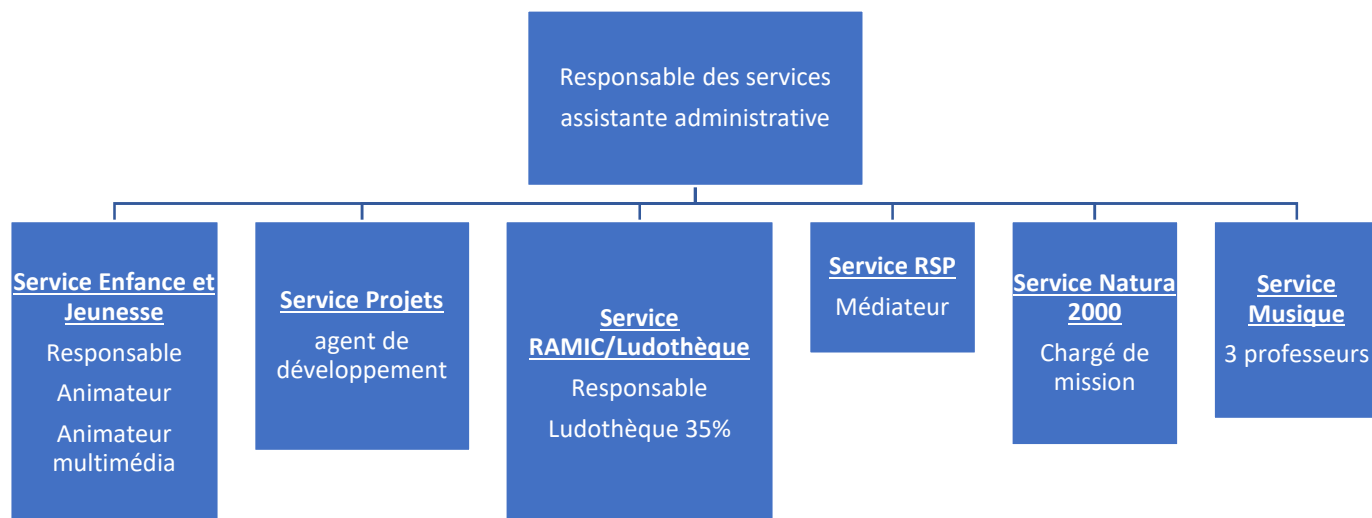 Responsable des services
assistante administrative
Service Enfance et
Jeunesse
Responsable
Animateur
Animateur
multimédia
Service Projets
agent de
développement
Service
RAMIC/Ludothèque
Responsable
Ludothèque 35%
Service RSP
Médiateur
Service Natura
2000
Chargé de
mission
Service
Musique
3 professeurs